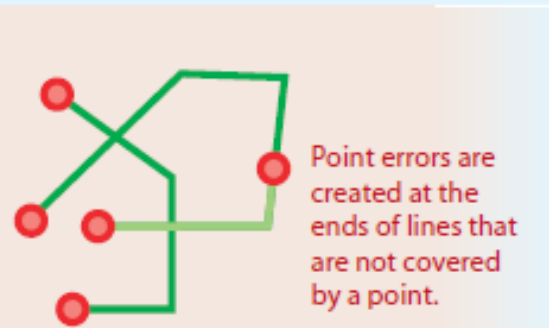 Point errors are
created at the
ends of lines that
are not covered
by a point.